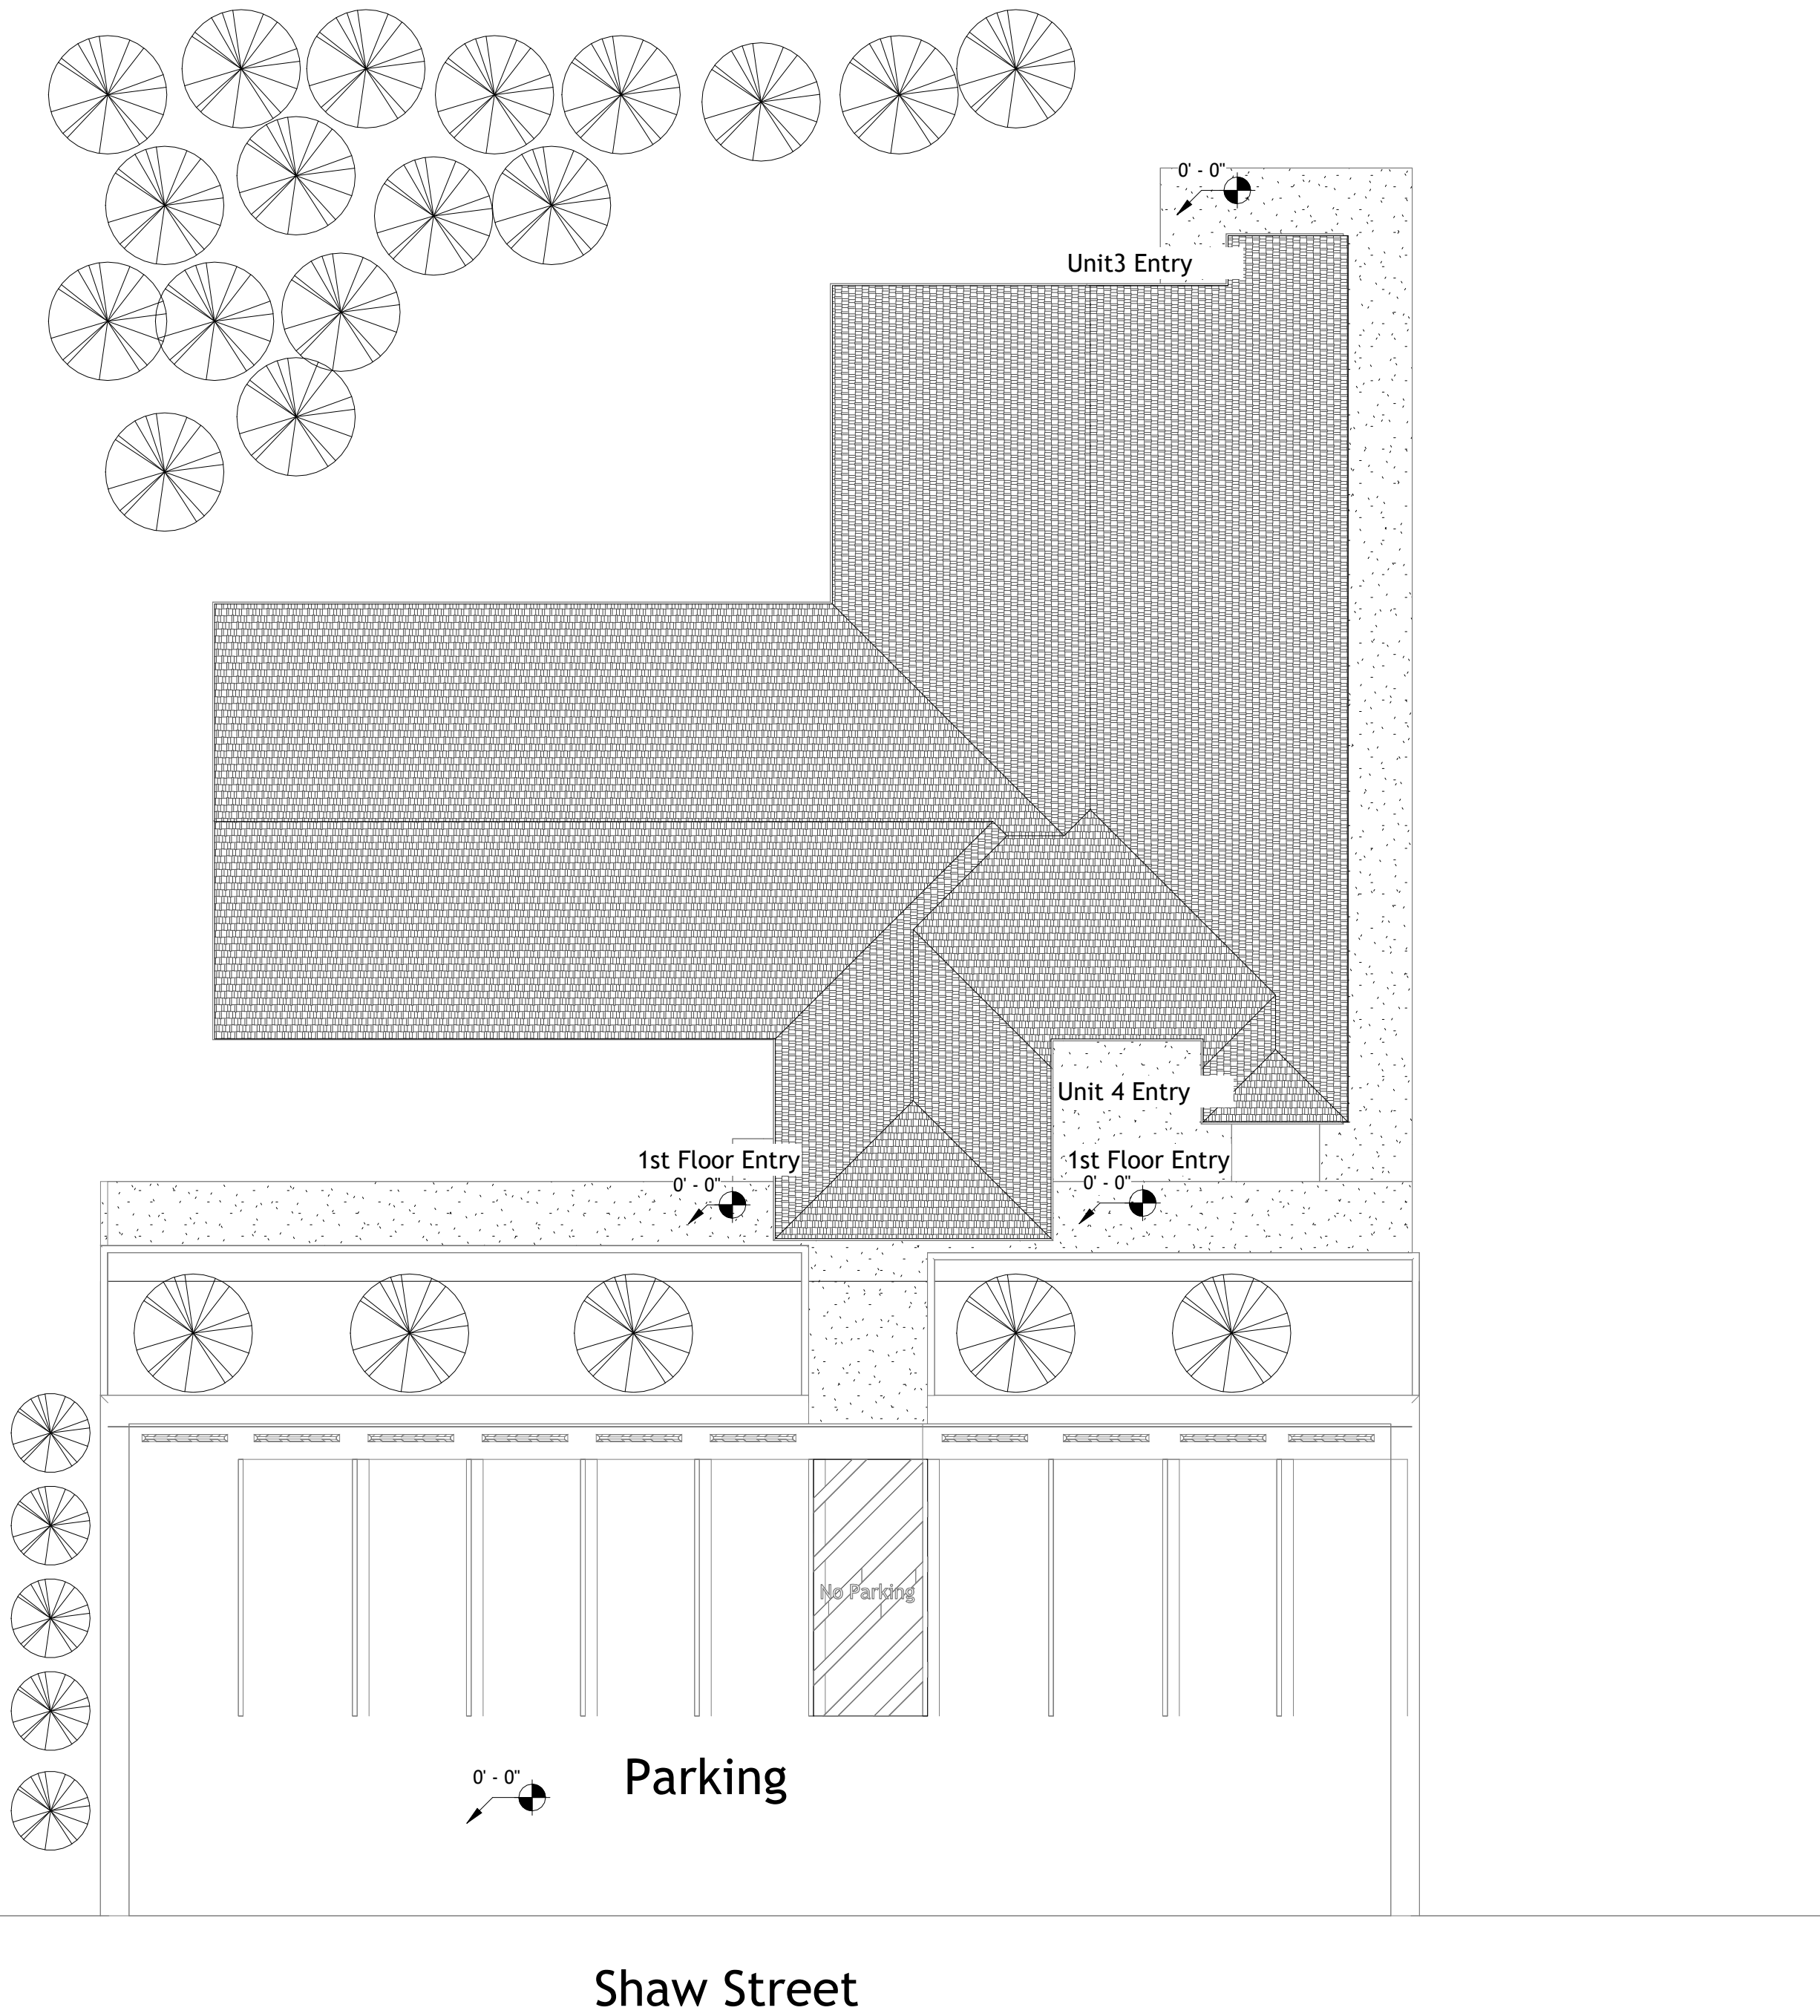 0' - 0"
Unit3 Entry
Unit 4 Entry
1st Floor Entry
0' - 0"
1st Floor Entry
0' - 0"
No Parking
0' - 0"
Parking
Shaw Street